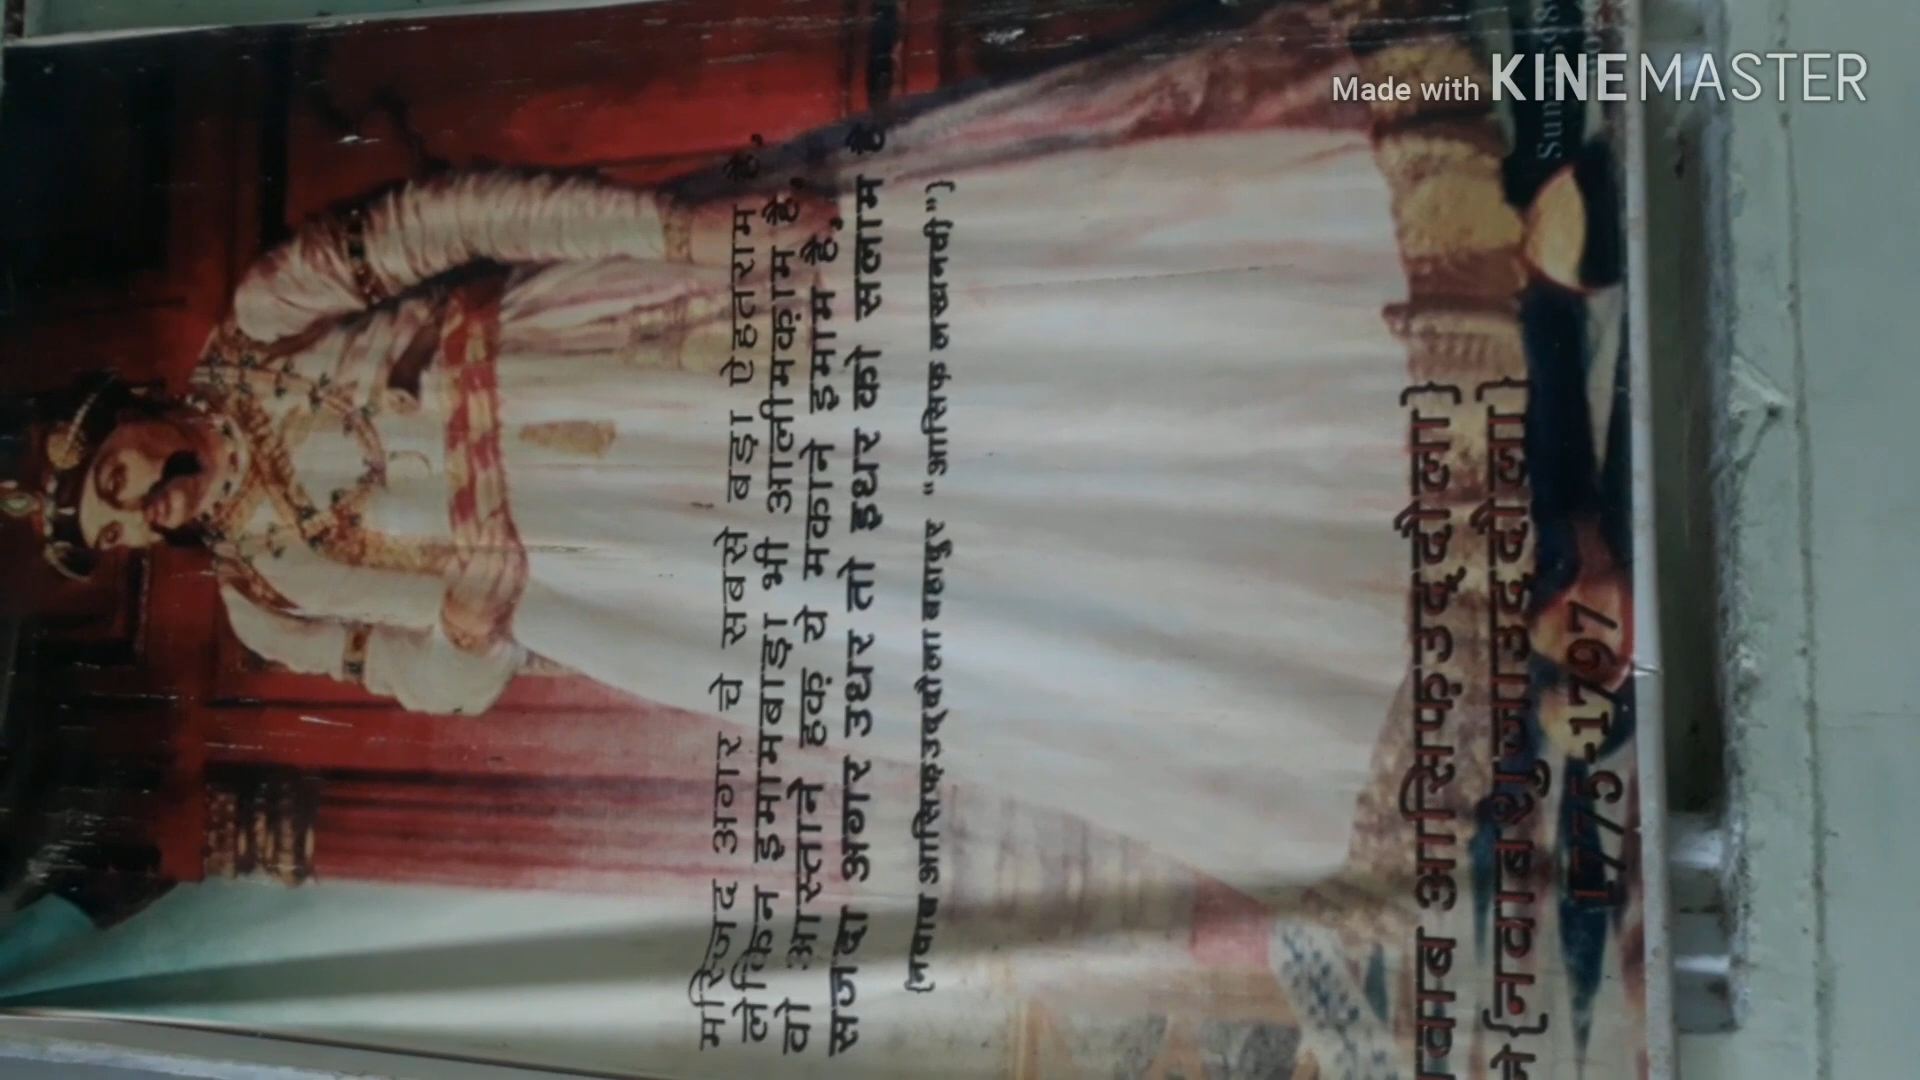 Made with KINEMASTER
मस्जिद अगर चे सबसे बड़ा ऐहतराम है,
लेकिन इमामबाड़ा भी आलीमक़ाम है,
वो आस्ताने हक़ ये मकाने इमाम है,
सजदा अगर उधर तो इधर को सलाम है
{नवाब आसिफ़उद्दौला बहादुर "आसिफ़ लखनवी"}
आसिफ़उद्दौला}
{नवाब शुजाउद्दौला}
1775-1797